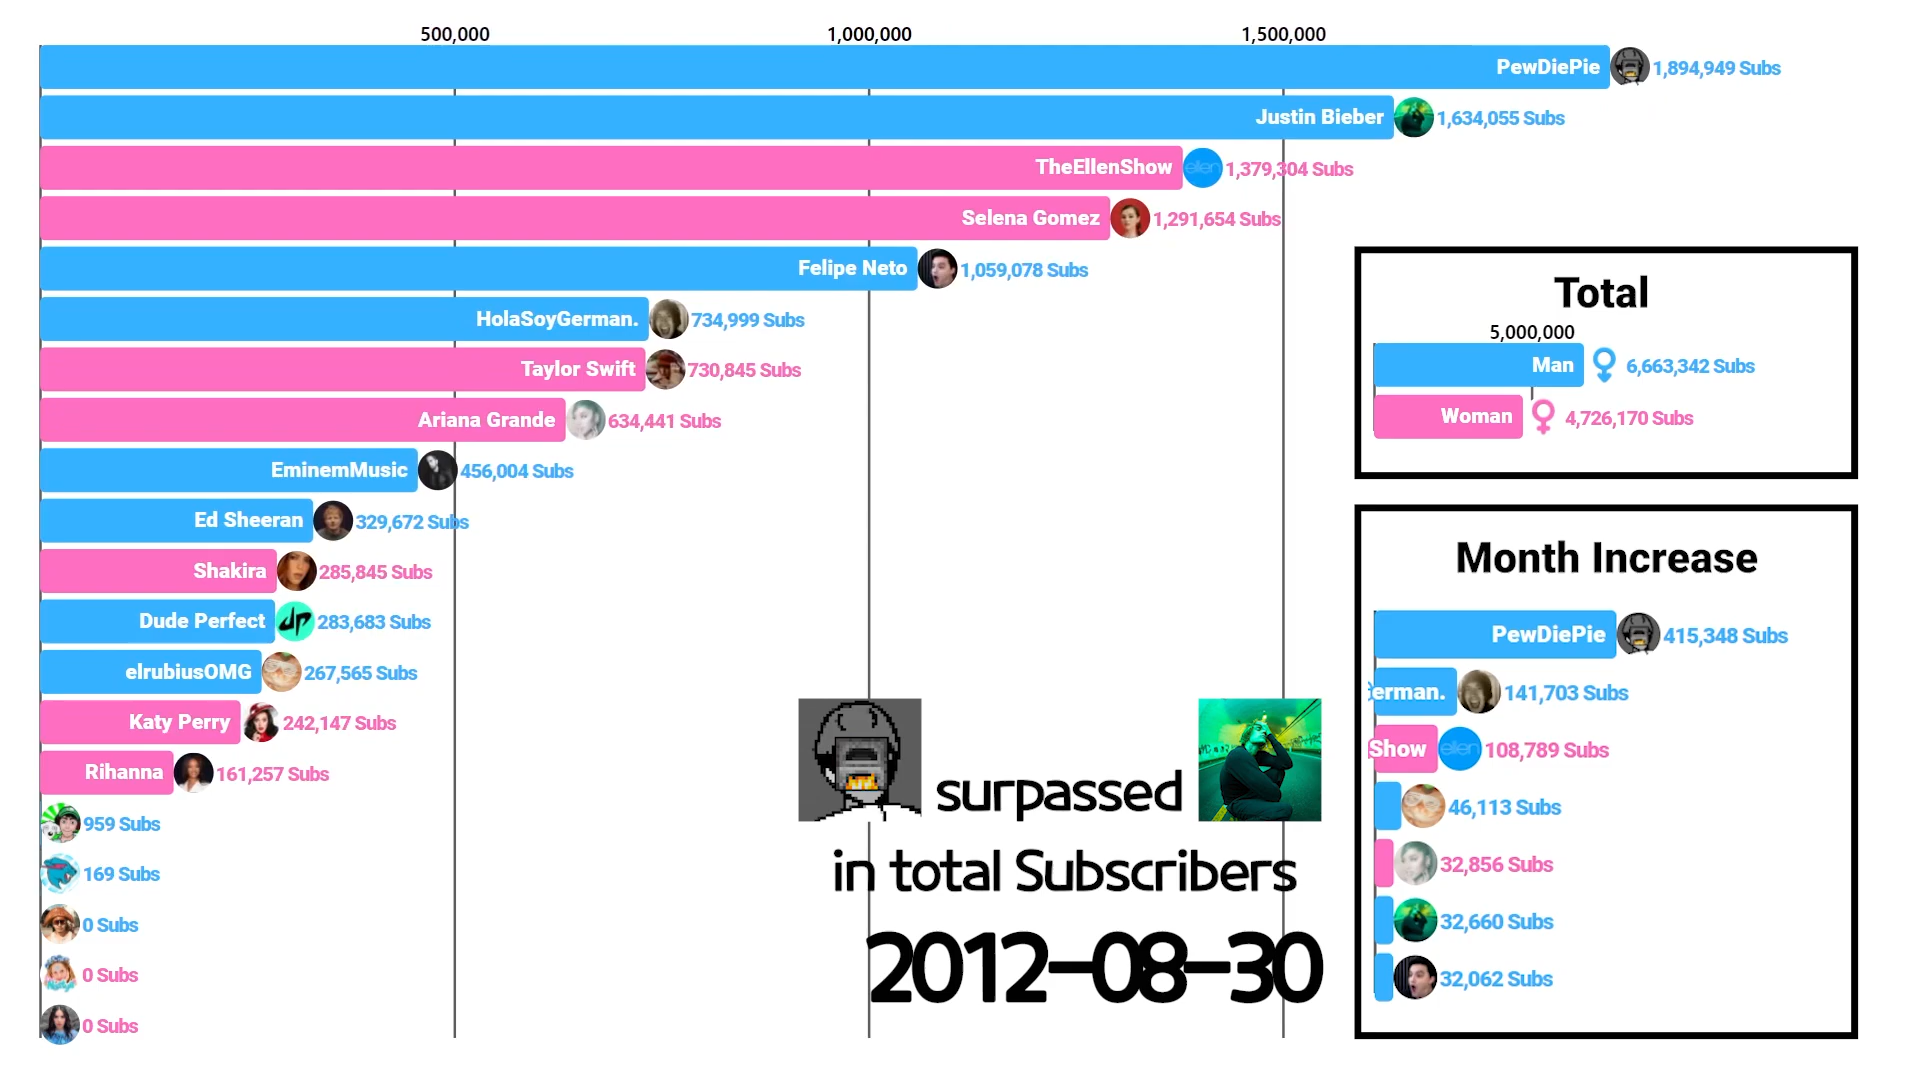 500,000 1,000,000 1,500,000
PewDiePie 1,894,949 Subs
Justin Bieber 1,634,055 Subs
TheEllenShow ellen 1,379,304 Subs
Selena Gomez 1,291,654 Subs
Felipe Neto 1,059,078 Subs
HolaSoyGerman. 734,999 Subs
Taylor Swift 730,845 Subs
Ariana Grande 634,441 Subs
EminemMusic 456,004 Subs
Ed Sheeran 329,672 Subs
Shakira 285,845 Subs
Dude Perfect dp 283,683 Subs
elrubiusOMG 267,565 Subs
Katy Perry 242,147 Subs
Rihanna 161,257 Subs
959 Subs
169 Subs
0 Subs
0 Subs
0 Subs
surpassed
in total Subscribers
2012-08-30
Total
5,000,000
Man 6,663,342 Subs
Woman 4,726,170 Subs
Month Increase
PewDiePie 415,348 Subs
erman. 141,703 Subs
Show ellen 108,789 Subs
46,113 Subs
32,856 Subs
32,660 Subs
32,062 Subs